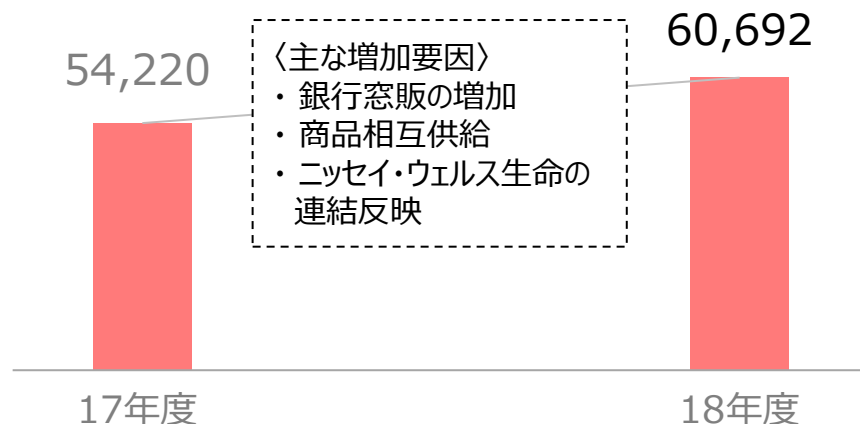 54,220
60,692
〈主な増加要因〉
・ 銀行窓販の増加
・ 商品相互供給
・ ニッセイ・ウェルス生命の
連結反映
17年度
18年度